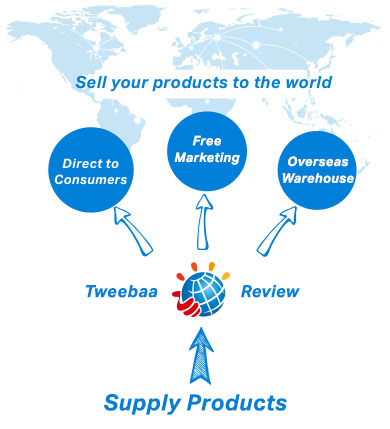 Sell your products to the world
Direct to
Consumers
Free
Marketing
Overseas
Warehouse
Tweebaa
Review
Supply Products